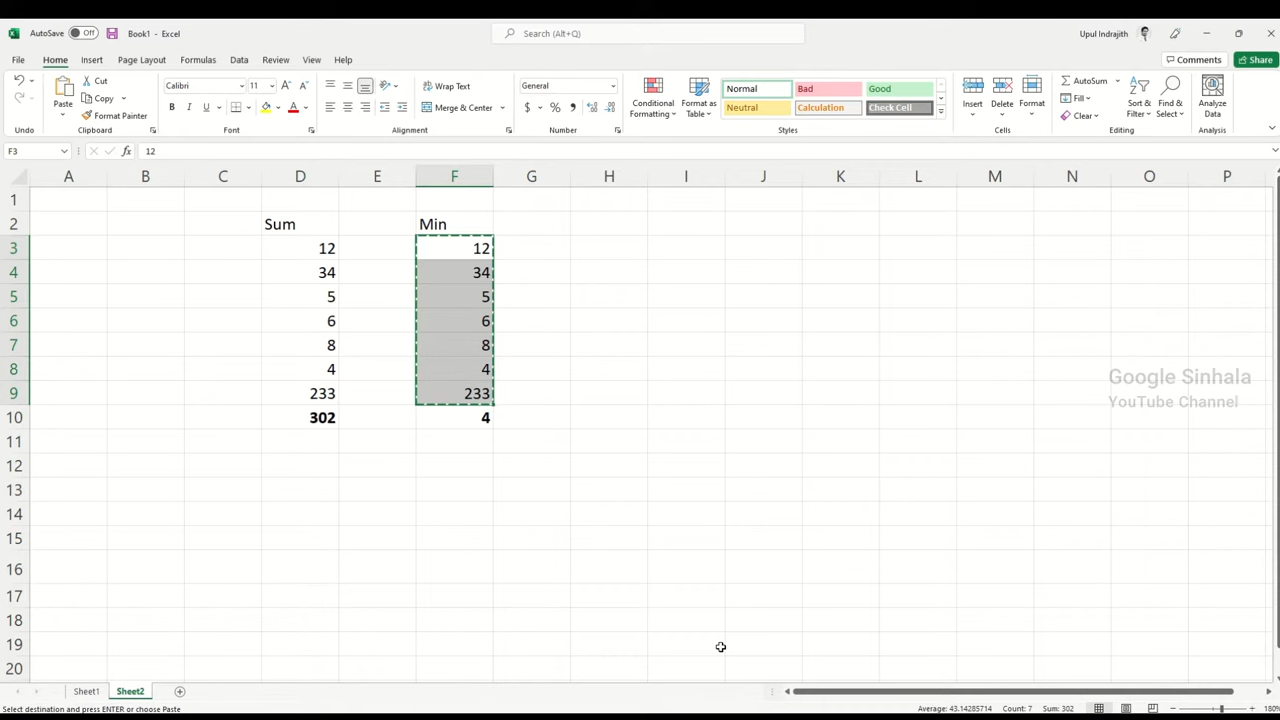 AutoSave Off Book1 - Excel Search (Alt+Q) Upul Indrajith
File Home Insert Page Layout Formulas Data Review View Help Comments Share
Paste Cut Copy Format Painter
Calibri 11 A A B I U A
Wrap Text Merge & Center
General $ % 9
Conditional Formatting Format as Table
Normal Bad Good
Neutral Calculation Check Cell
Insert Delete Format
AutoSum Fill Clear
Sort & Filter Find & Select Analyze Data
Undo Clipboard Font Alignment Number Styles Cells Editing Analysis
F3 fx 12
A B C D E F G H I J K L M N O P
1
2 Sum Min
3 12 12
4 34 34
5 5 5
6 6 6
7 8 8
8 4 4
9 233 233
10 302 4
11
12
13
14
15
16
17
18
19
20
Google Sinhala
YouTube Channel
Sheet1 Sheet2
Select destination and press ENTER or choose Paste Average: 43.14285714 Count: 7 Sum: 302 180%